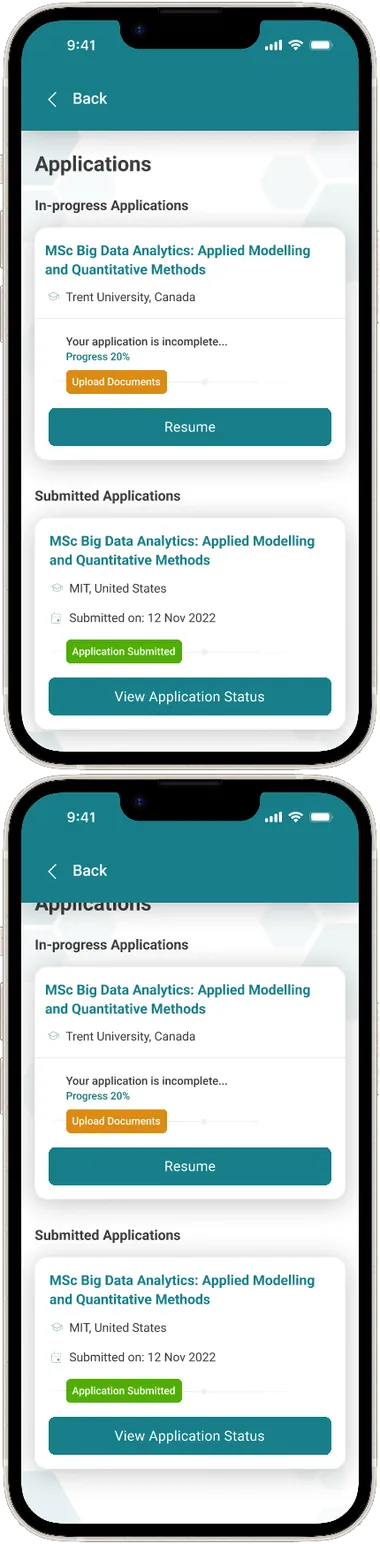 9:41
Back
Applications
In-progress Applications
MSc Big Data Analytics: Applied Modelling
and Quantitative Methods
Trent University, Canada
Your application is incomplete...
Progress 20%
Upload Documents
Resume
Submitted Applications
MSc Big Data Analytics: Applied Modelling
and Quantitative Methods
MIT, United States
Submitted on: 12 Nov 2022
Application Submitted
View Application Status
9:41
Back
Applications
In-progress Applications
MSc Big Data Analytics: Applied Modelling
and Quantitative Methods
Trent University, Canada
Your application is incomplete...
Progress 20%
Upload Documents
Resume
Submitted Applications
MSc Big Data Analytics: Applied Modelling
and Quantitative Methods
MIT, United States
Submitted on: 12 Nov 2022
Application Submitted
View Application Status